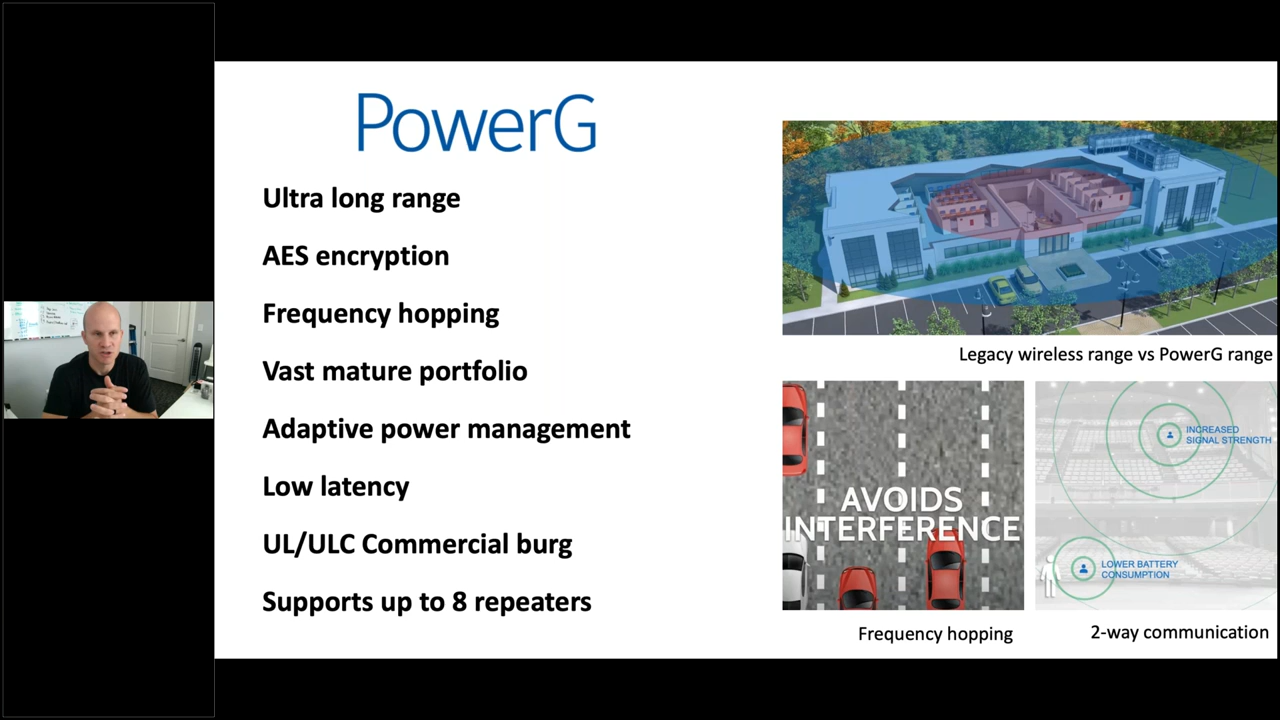 PowerG
Ultra long range
AES encryption
Frequency hopping
Vast mature portfolio
Adaptive power management
Low latency
UL/ULC Commercial burg
Supports up to 8 repeaters
Legacy wireless range vs PowerG range
AVOIDS
INTERFERENCE
Frequency hopping
INCREASED
SIGNAL STRENGTH
LOWER BATTERY
CONSUMPTION
2-way communication